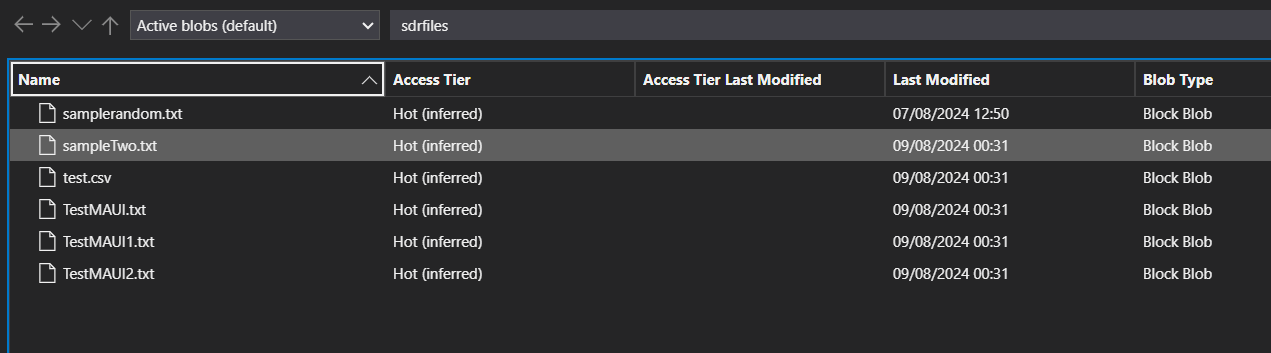 Active blobs (default) sdrfiles
Name Access Tier Access Tier Last Modified Last Modified Blob Type
samplerandom.txt Hot (inferred) 07/08/2024 12:50 Block Blob
sampleTwo.txt Hot (inferred) 09/08/2024 00:31 Block Blob
test.csv Hot (inferred) 09/08/2024 00:31 Block Blob
TestMAUI.txt Hot (inferred) 09/08/2024 00:31 Block Blob
TestMAUI1.txt Hot (inferred) 09/08/2024 00:31 Block Blob
TestMAUI2.txt Hot (inferred) 09/08/2024 00:31 Block Blob